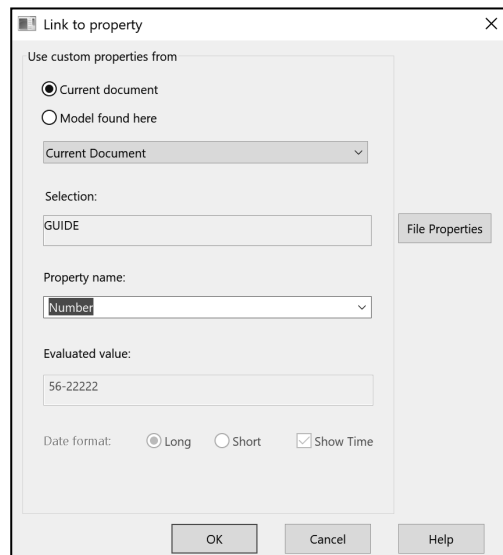 Link to property
Use custom properties from
Current document
Model found here
Current Document
Selection:
GUIDE
File Properties
Property name:
Number
Evaluated value:
56-22222
Date format: Long Short Show Time
OK Cancel Help